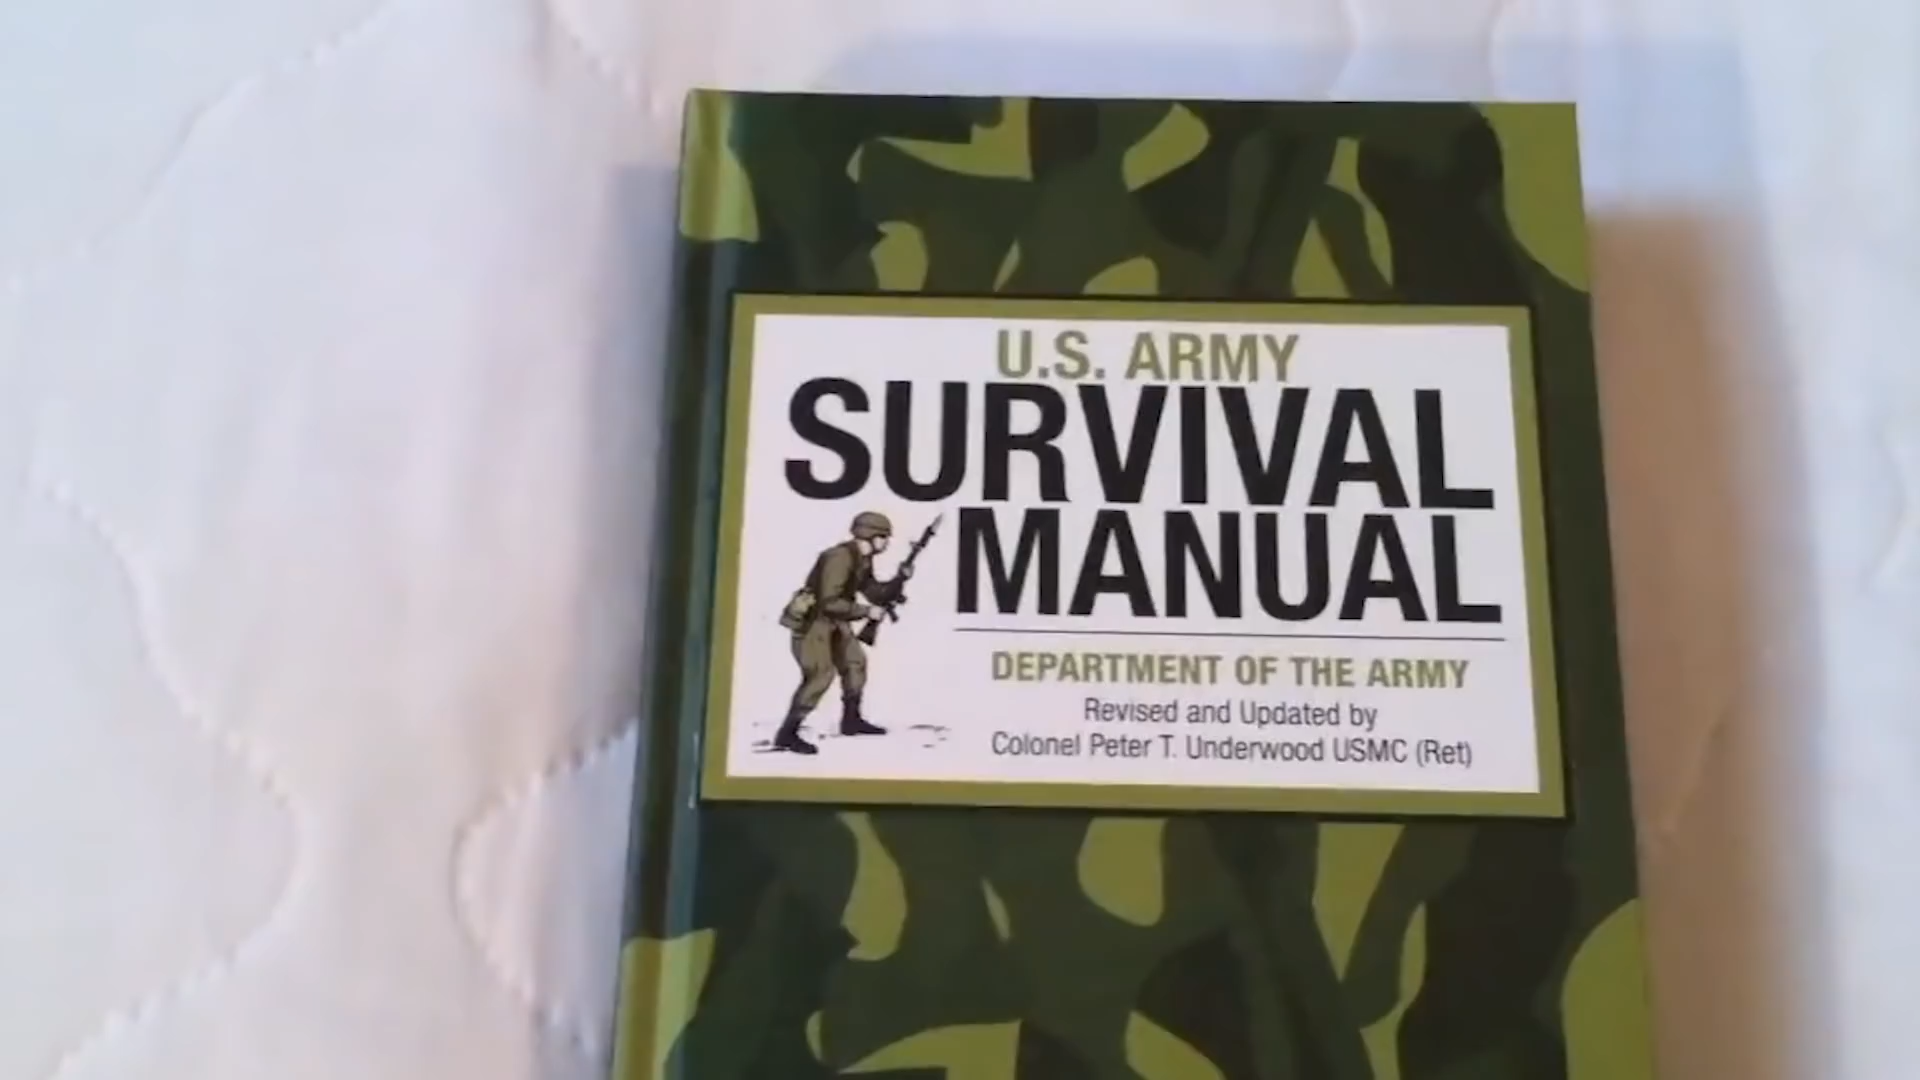 U.S. ARMY
SURVIVAL
MANUAL
DEPARTMENT OF THE ARMY
Revised and Updated by
Colonel Peter T. Underwood USMC (Ret)